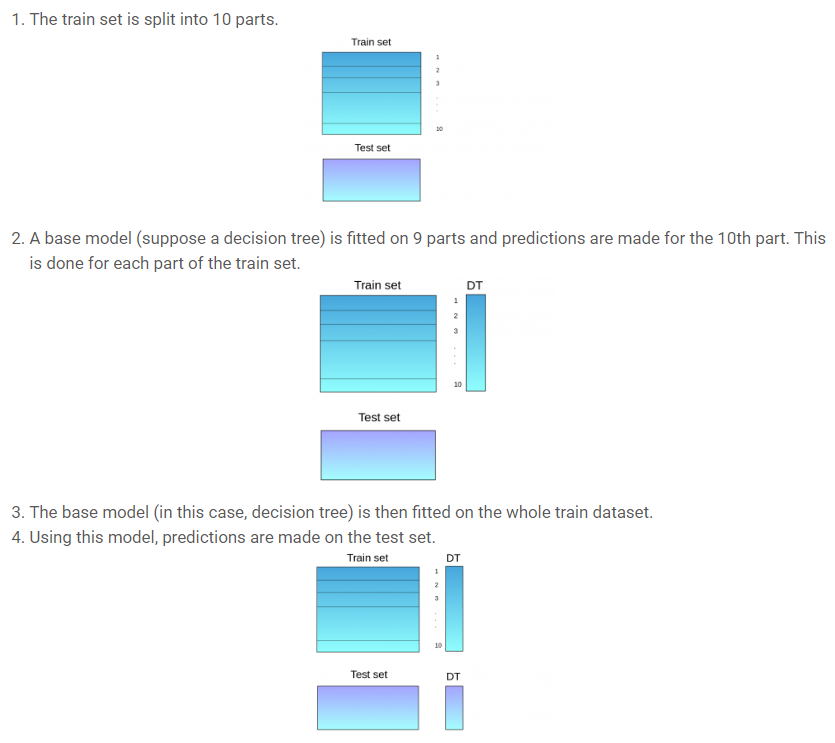 1. The train set is split into 10 parts.
Train set
1
2
3
.
.
.
10
Test set
2. A base model (suppose a decision tree) is fitted on 9 parts and predictions are made for the 10th part. This
is done for each part of the train set.
Train set DT
1
2
3
.
.
.
10
Test set
3. The base model (in this case, decision tree) is then fitted on the whole train dataset.
4. Using this model, predictions are made on the test set.
Train set DT
1
2
3
.
.
.
10
Test set DT